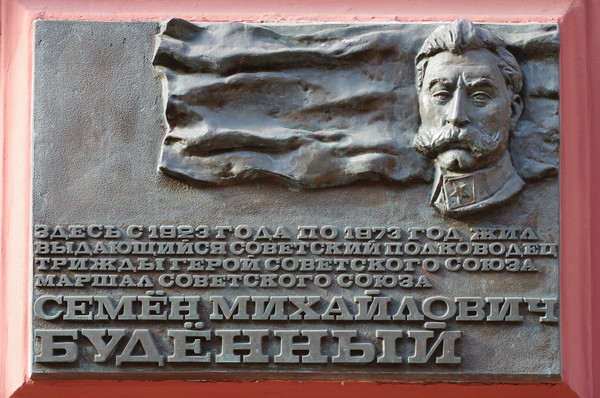 ЗДЕСЬ С 1923 ГОДА ПО 1973 ГОД ЖИЛ
ВЫДАЮЩИЙСЯ СОВЕТСКИЙ ПОЛКОВОДЕЦ
ТРИЖДЫ ГЕРОЙ СОВЕТСКОГО СОЮЗА
МАРШАЛ СОВЕТСКОГО СОЮЗА
СЕМЁН МИХАЙЛОВИЧ
БУДЁННЫЙ